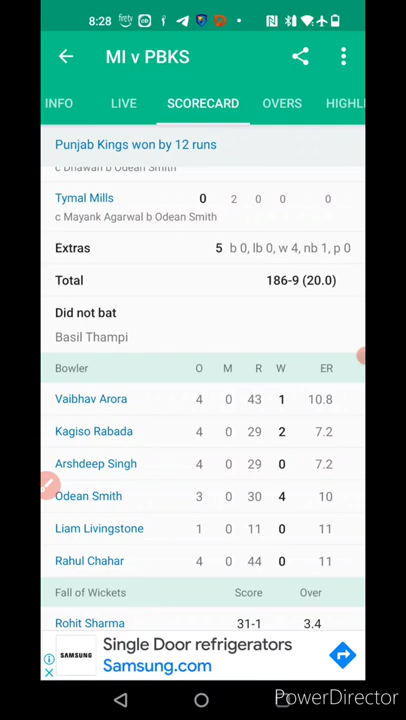 8:28 firetv
MI v PBKS
INFO LIVE SCORECARD OVERS HIGHLI
Punjab Kings won by 12 runs
c Dhawan b Odean Smith
Tymal Mills 0 2 0 0 0
c Mayank Agarwal b Odean Smith
Extras 5 b 0, lb 0, w 4, nb 1, p 0
Total 186-9 (20.0)
Did not bat
Basil Thampi
Bowler O M R W ER
Vaibhav Arora 4 0 43 1 10.8
Kagiso Rabada 4 0 29 2 7.2
Arshdeep Singh 4 0 29 0 7.2
Odean Smith 3 0 30 4 10
Liam Livingstone 1 0 11 0 11
Rahul Chahar 4 0 44 0 11
Fall of Wickets Score Over
Rohit Sharma 31-1 3.4
SAMSUNG Single Door refrigerators
Samsung.com
PowerDirector